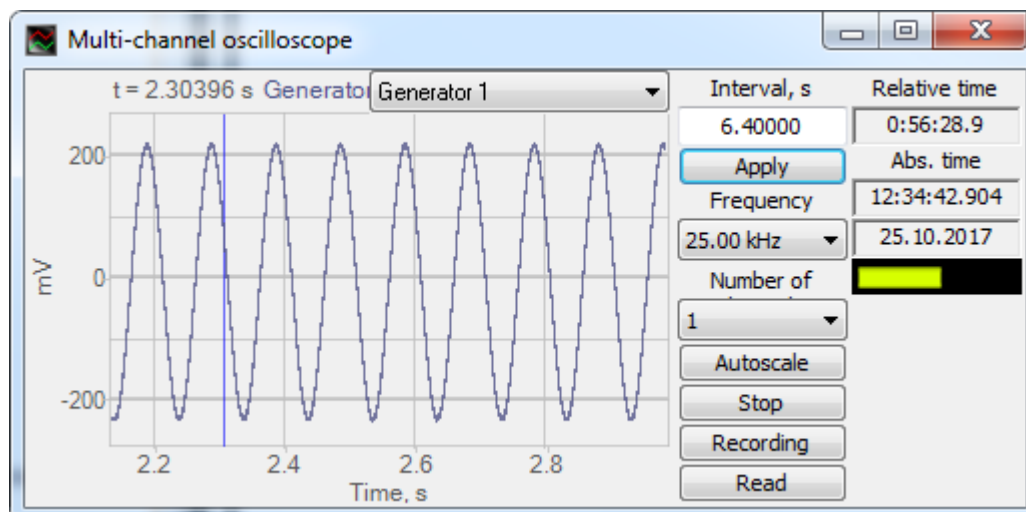 Multi-channel oscilloscope
t = 2.30396 s Generator
Generator 1
200
0
-200
mV
2.2 2.4 2.6 2.8
Time, s
Interval, s
6.40000
Apply
Frequency
25.00 kHz
Number of
1
Autoscale
Stop
Recording
Read
Relative time
0:56:28.9
Abs. time
12:34:42.904
25.10.2017